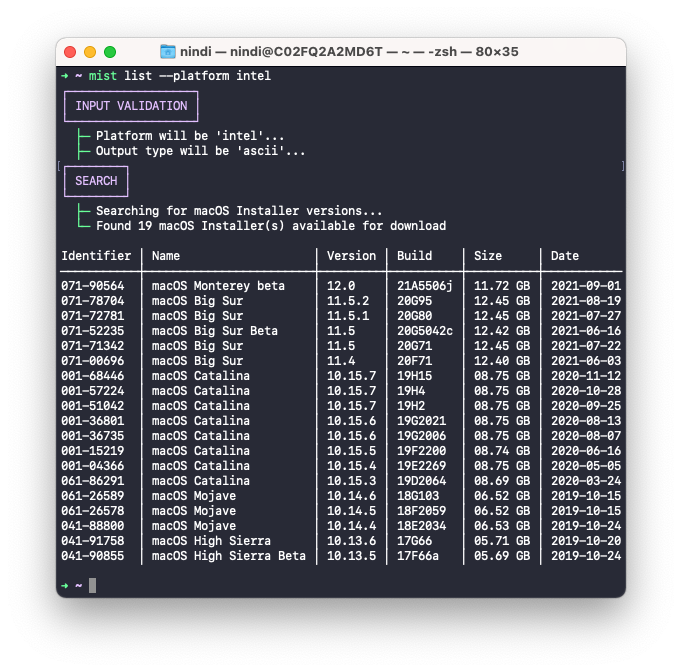 nindi — nindi@C02FQ2A2MD6T — ~ — -zsh — 80×35
➜ ~ mist list --platform intel
INPUT VALIDATION
Platform will be 'intel'...
Output type will be 'ascii'...
SEARCH
Searching for macOS Installer versions...
Found 19 macOS Installer(s) available for download
Identifier │ Name │ Version │ Build │ Size │ Date
071-90564 │ macOS Monterey beta │ 12.0 │ 21A5506j │ 11.72 GB │ 2021-09-01
071-78704 │ macOS Big Sur │ 11.5.2 │ 20G95 │ 12.45 GB │ 2021-08-19
071-72781 │ macOS Big Sur │ 11.5.1 │ 20G80 │ 12.45 GB │ 2021-07-27
071-52235 │ macOS Big Sur Beta │ 11.5 │ 20G5042c │ 12.42 GB │ 2021-06-16
071-71342 │ macOS Big Sur │ 11.5 │ 20G71 │ 12.45 GB │ 2021-07-22
071-00696 │ macOS Big Sur │ 11.4 │ 20F71 │ 12.40 GB │ 2021-06-03
001-68446 │ macOS Catalina │ 10.15.7 │ 19H15 │ 08.75 GB │ 2020-11-12
001-57224 │ macOS Catalina │ 10.15.7 │ 19H4 │ 08.75 GB │ 2020-10-28
001-51042 │ macOS Catalina │ 10.15.7 │ 19H2 │ 08.75 GB │ 2020-09-25
001-36801 │ macOS Catalina │ 10.15.6 │ 19G2021 │ 08.75 GB │ 2020-08-13
001-36735 │ macOS Catalina │ 10.15.6 │ 19G2006 │ 08.75 GB │ 2020-08-07
001-15219 │ macOS Catalina │ 10.15.5 │ 19F2200 │ 08.74 GB │ 2020-06-16
001-04366 │ macOS Catalina │ 10.15.4 │ 19E2269 │ 08.75 GB │ 2020-05-05
061-86291 │ macOS Catalina │ 10.15.3 │ 19D2064 │ 08.69 GB │ 2020-03-24
061-26589 │ macOS Mojave │ 10.14.6 │ 18G103 │ 06.52 GB │ 2019-10-15
061-26578 │ macOS Mojave │ 10.14.5 │ 18F2059 │ 06.52 GB │ 2019-10-15
041-88800 │ macOS Mojave │ 10.14.4 │ 18E2034 │ 06.53 GB │ 2019-10-24
041-91758 │ macOS High Sierra │ 10.13.6 │ 17G66 │ 05.71 GB │ 2019-10-20
041-90855 │ macOS High Sierra Beta │ 10.13.5 │ 17F66a │ 05.69 GB │ 2019-10-24
➜ ~